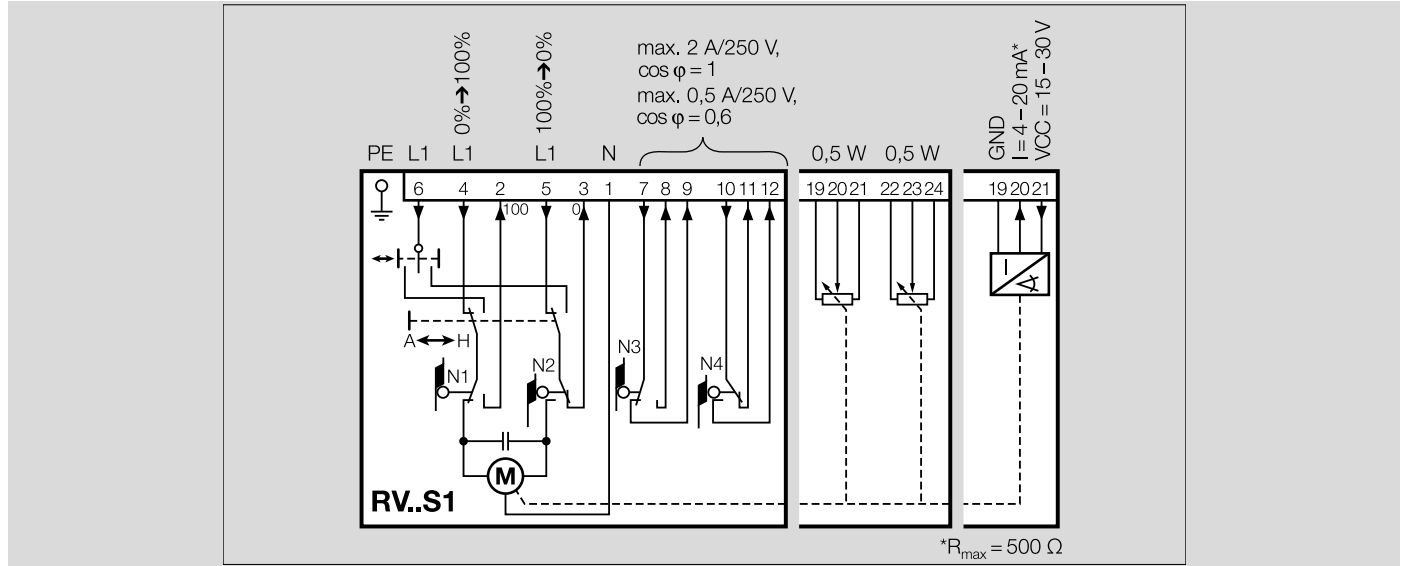 0%➔100%
100%➔0%
max. 2 A/250 V,
cos φ = 1
max. 0,5 A/250 V,
cos φ = 0,6
GND
I = 4 – 20 mA*
VCC = 15 – 30 V
PE L1 L1 L1 N 0,5 W 0,5 W
6 4 2 5 3 1 7 8 9 10 11 12 19 20 21 22 23 24 19 20 21
100 0
I
A H
N1 N2 N3 N4
M
RV..S1
*Rmax = 500 Ω